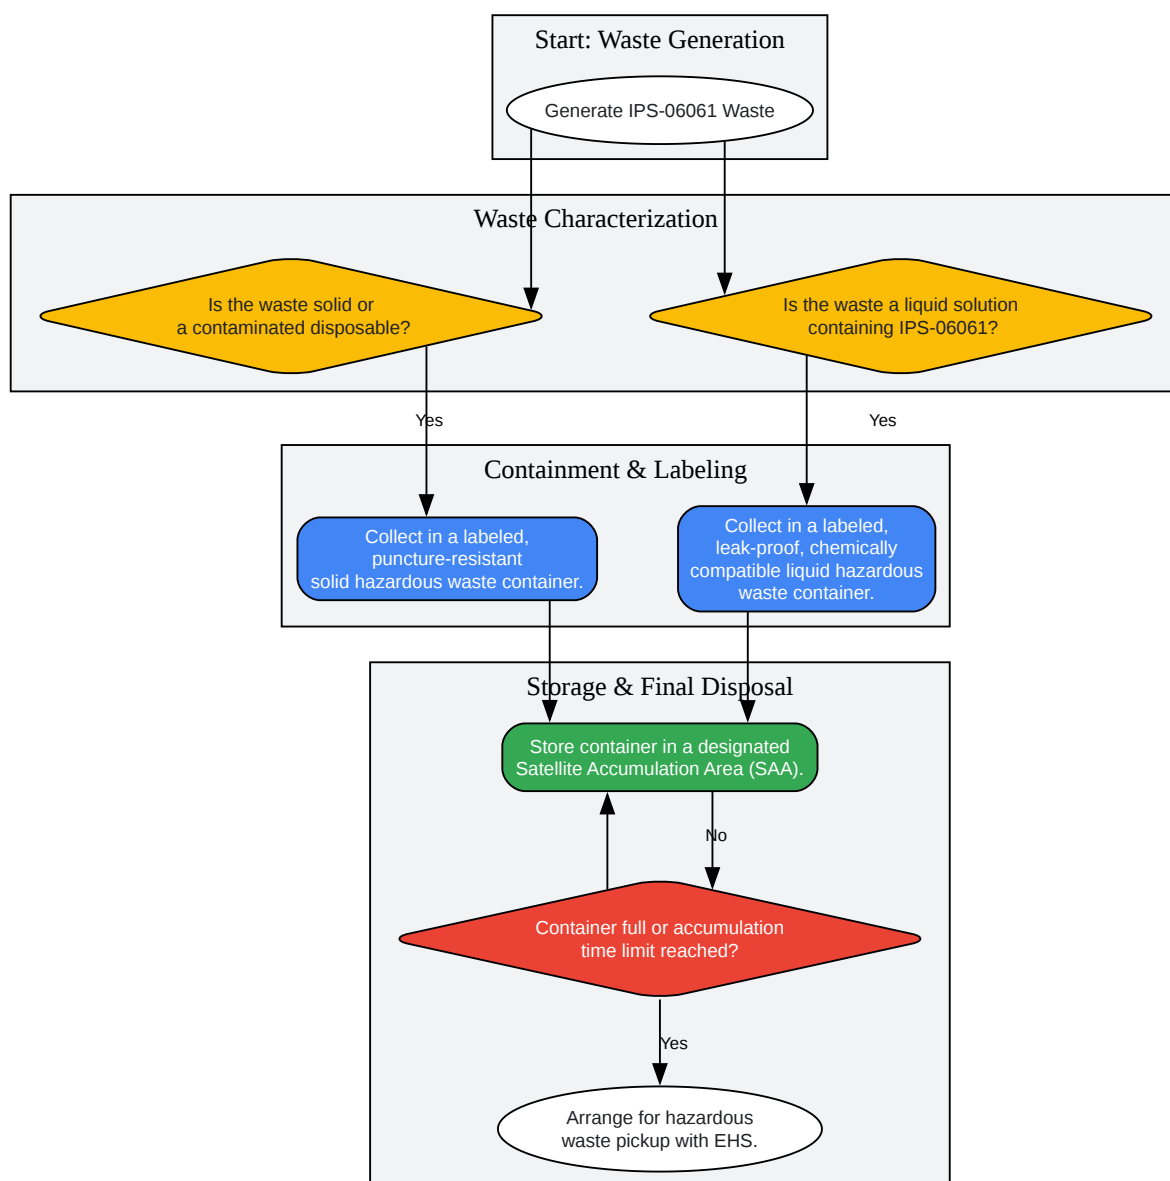 Start: Waste Generation
Generate IPS-06061 Waste
Waste Characterization
Is the waste solid or
a contaminated disposable?
Is the waste a liquid solution
containing IPS-06061?
Yes
Yes
Containment & Labeling
Collect in a labeled,
puncture-resistant
solid hazardous waste container.
Collect in a labeled,
leak-proof, chemically
compatible liquid hazardous
waste container.
Storage & Final Disposal
Store container in a designated
Satellite Accumulation Area (SAA).
No
Container full or accumulation
time limit reached?
Yes
Arrange for hazardous
waste pickup with EHS.